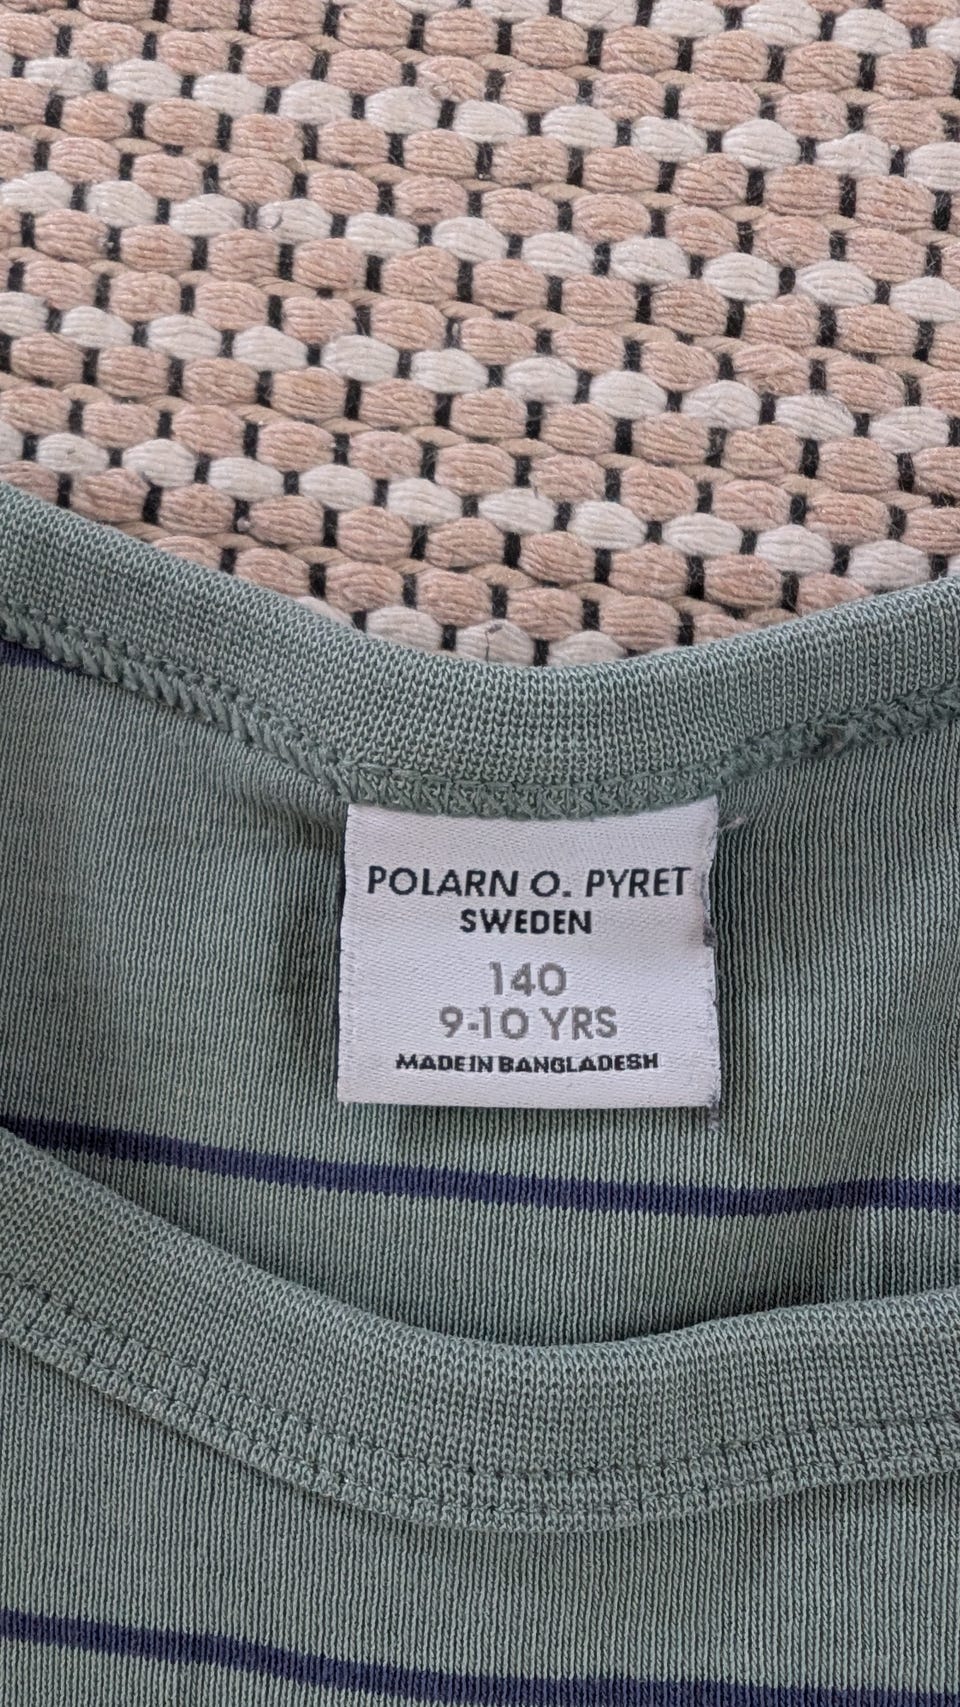 POLARN O. PYRET
SWEDEN
140
9-10 YRS
MADE IN BANGLADESH